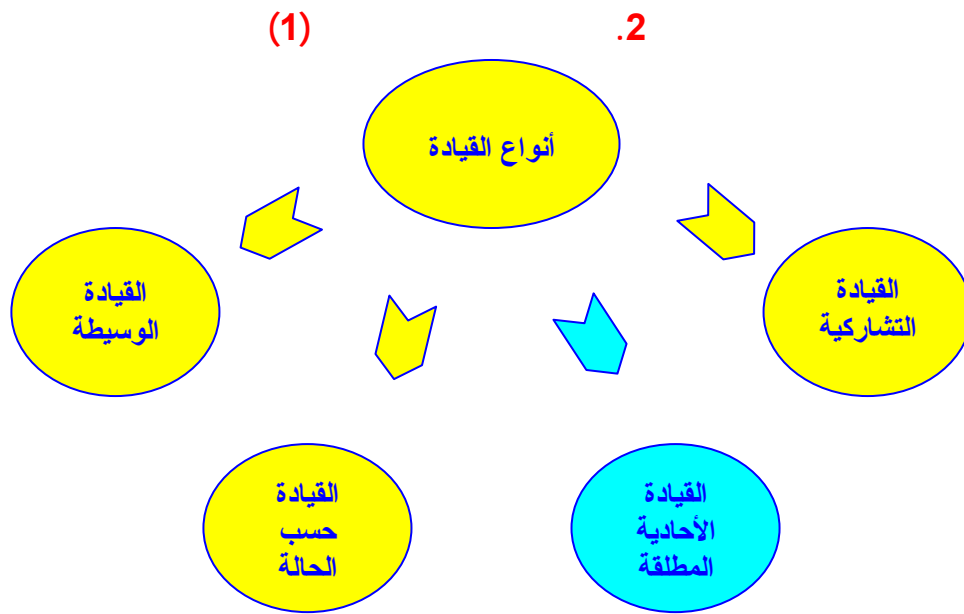 .2
(1)
أنواع القيادة
القيادة
التشاركية
القيادة
الوسيطة
القيادة
الأحادية
المطلقة
القيادة
حسب
الحالة